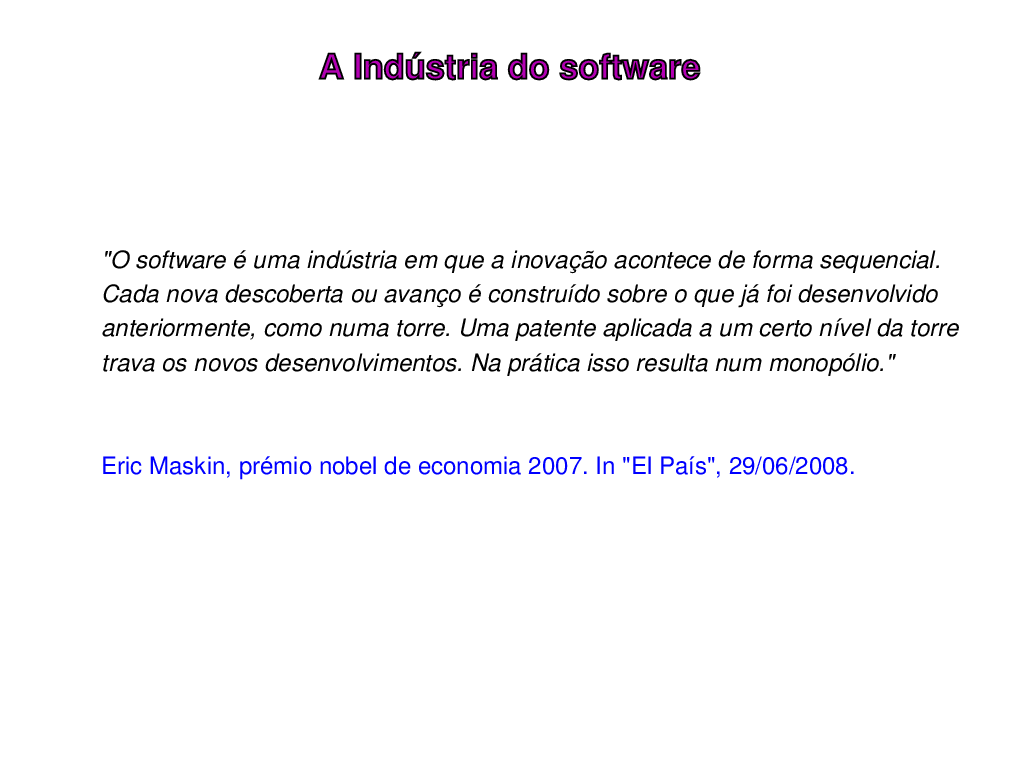 A Indústria do software
"O software é uma indústria em que a inovação acontece de forma sequencial.
Cada nova descoberta ou avanço é construído sobre o que já foi desenvolvido
anteriormente, como numa torre. Uma patente aplicada a um certo nível da torre
trava os novos desenvolvimentos. Na prática isso resulta num monopólio."
Eric Maskin, prémio nobel de economia 2007. In "El País", 29/06/2008.